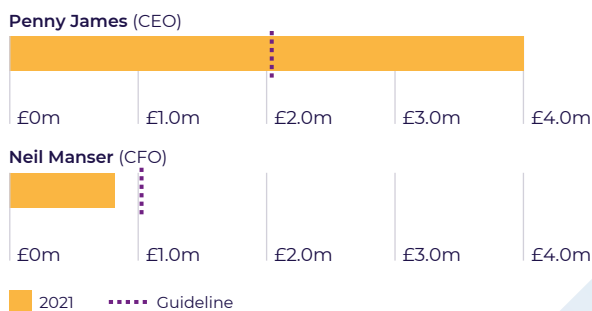 Penny James (CEO)
£0m £1.0m £2.0m £3.0m £4.0m
Neil Manser (CFO)
£0m £1.0m £2.0m £3.0m £4.0m
2021 Guideline